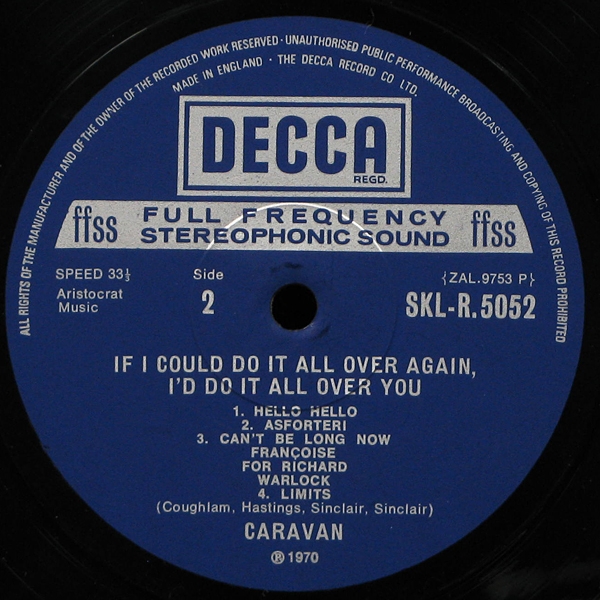 ALL RIGHTS OF THE MANUFACTURER AND OF THE OWNER OF THE RECORDED WORK RESERVED · UNAUTHORISED PUBLIC PERFORMANCE BROADCASTING AND COPYING OF THIS RECORD PROHIBITED
MADE IN ENGLAND · THE DECCA RECORD CO LTD.
DECCA
REGD.
ffss FULL FREQUENCY ffss
STEREOPHONIC SOUND
SPEED 33⅓ Side {ZAL.9753 P}
Aristocrat 2 SKL-R.5052
Music
IF I COULD DO IT ALL OVER AGAIN,
I'D DO IT ALL OVER YOU
1. HELLO HELLO
2. ASFORTERI
3. CAN'T BE LONG NOW
FRANÇOISE
FOR RICHARD
WARLOCK
4. LIMITS
(Coughlam, Hastings, Sinclair, Sinclair)
CARAVAN
℗ 1970